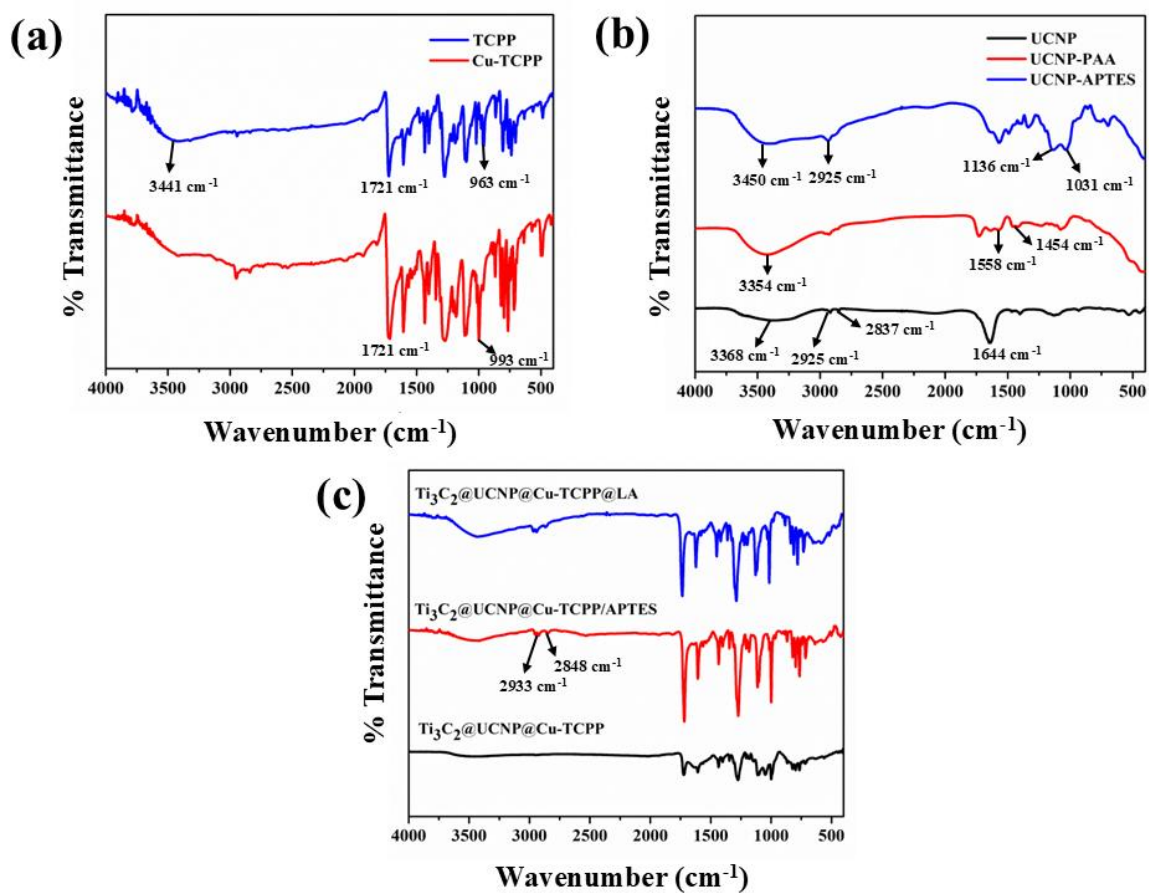 (a)
TCPP
Cu-TCPP
3441 cm⁻¹
1721 cm⁻¹
963 cm⁻¹
1721 cm⁻¹
993 cm⁻¹
% Transmittance
4000 3500 3000 2500 2000 1500 1000 500
Wavenumber (cm⁻¹)
(b)
UCNP
UCNP-PAA
UCNP-APTES
3450 cm⁻¹
2925 cm⁻¹
1136 cm⁻¹
1031 cm⁻¹
3354 cm⁻¹
1558 cm⁻¹
1454 cm⁻¹
3368 cm⁻¹
2925 cm⁻¹
2837 cm⁻¹
1644 cm⁻¹
% Transmittance
4000 3500 3000 2500 2000 1500 1000 500
Wavenumber (cm⁻¹)
(c)
Ti₃C₂@UCNP@Cu-TCPP@LA
Ti₃C₂@UCNP@Cu-TCPP/APTES
2933 cm⁻¹
2848 cm⁻¹
Ti₃C₂@UCNP@Cu-TCPP
% Transmittance
4000 3500 3000 2500 2000 1500 1000 500
Wavenumber (cm⁻¹)